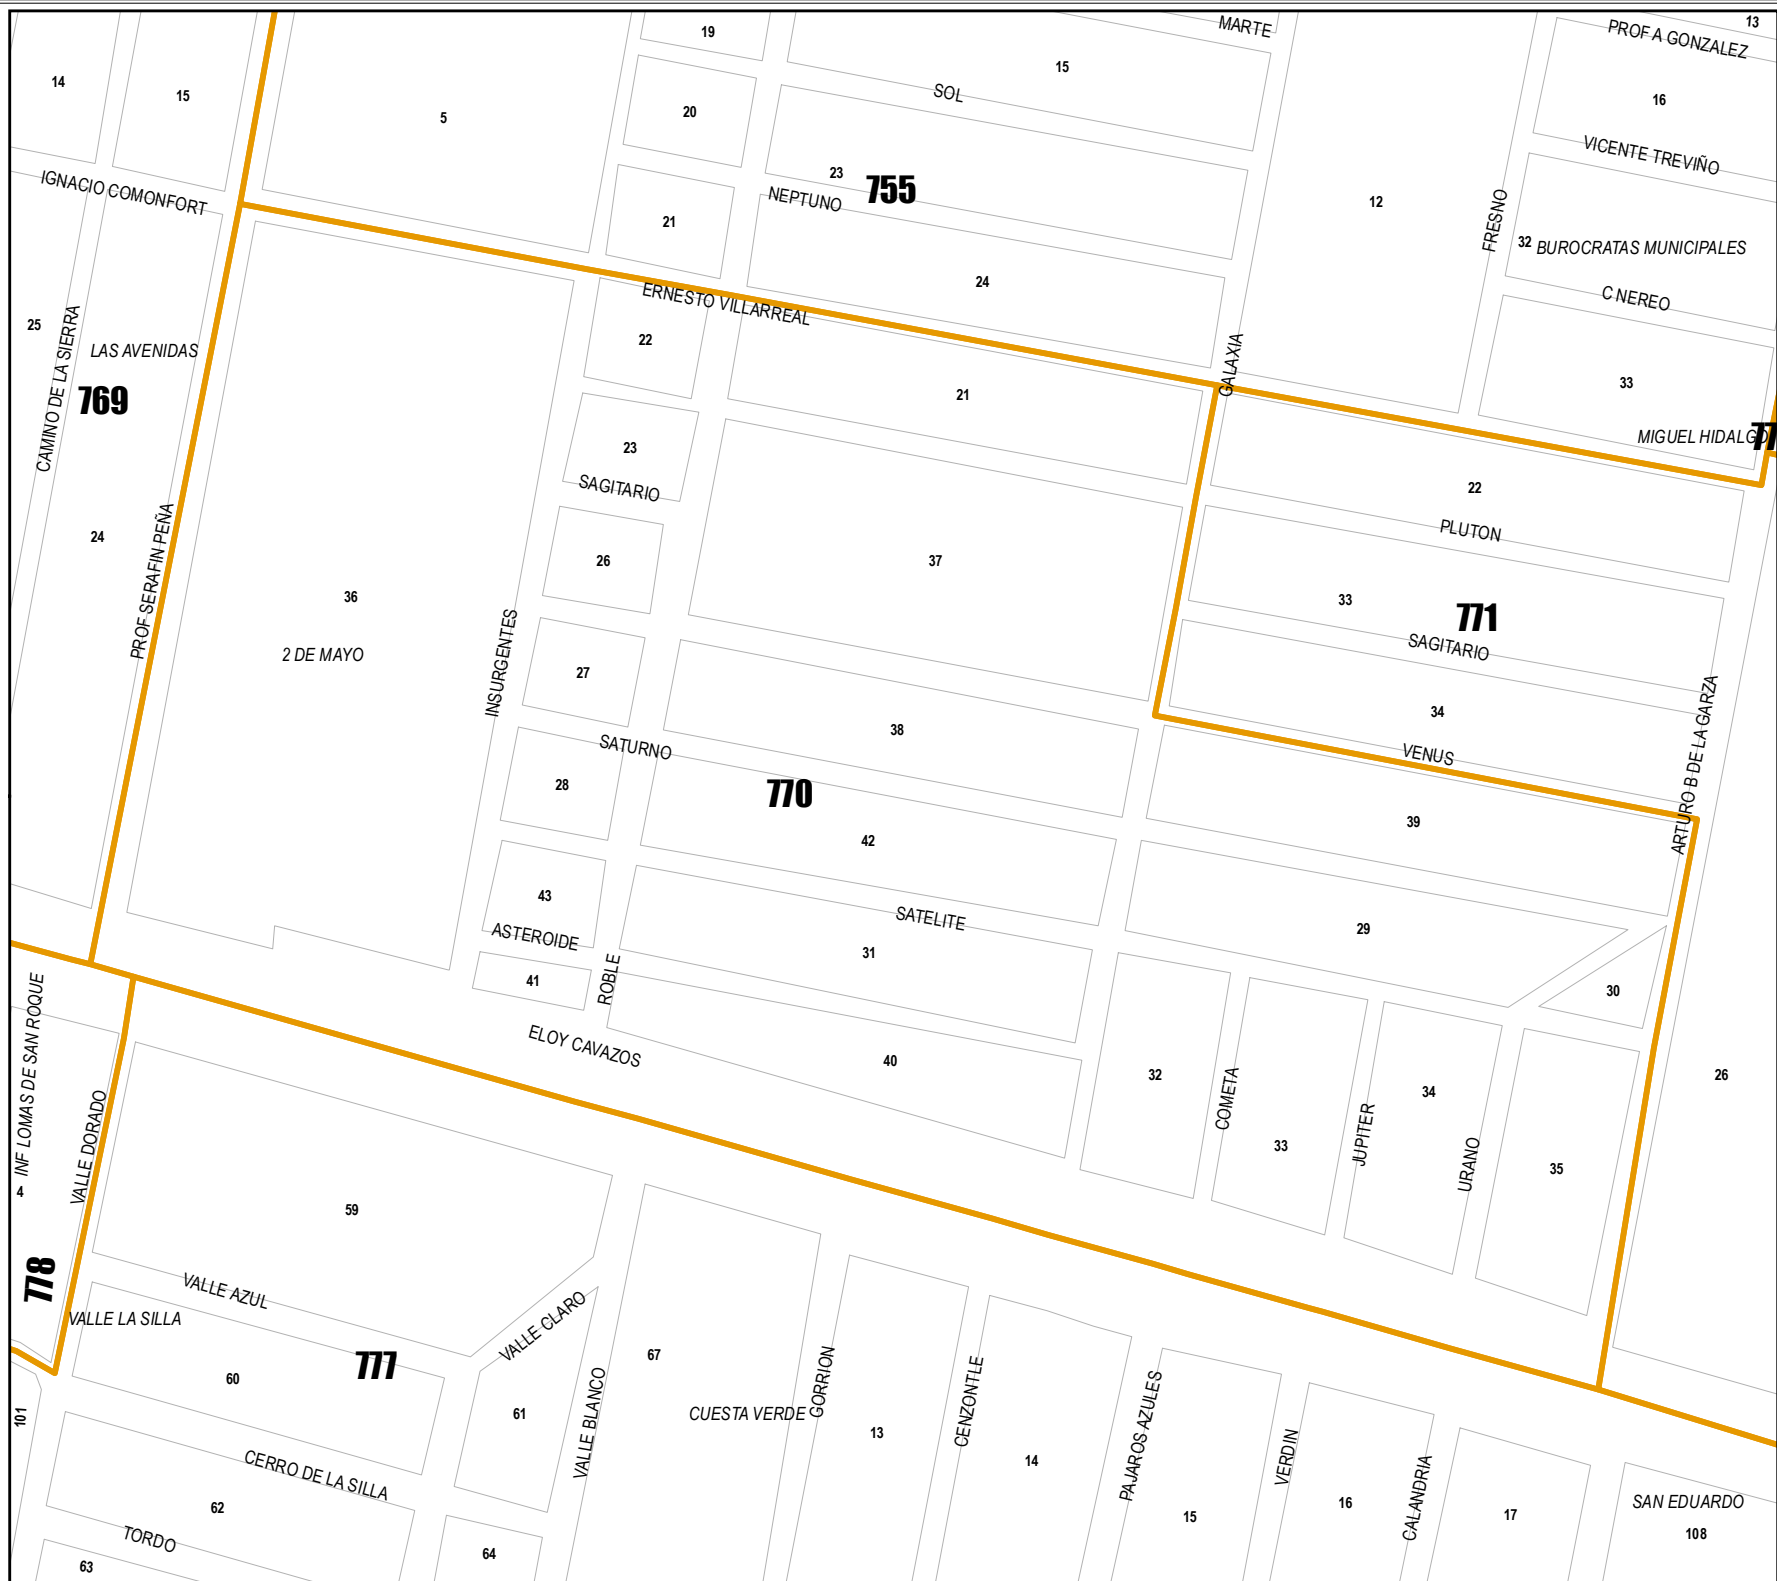 MARTE
13
PROF A GONZALEZ
19
15
14
15
5
20
SOL
16
VICENTE TREVIÑO
23
755
NEPTUNO
IGNACIO COMONFORT
21
12
FRESNO
32
BUROCRATAS MUNICIPALES
24
ERNESTO VILLARREAL
C NEREO
25
CAMINO DE LA SIERRA
LAS AVENIDAS
769
22
GALAXIA
33
21
MIGUEL HIDALGO
77
23
SAGITARIO
22
PLUTON
24
PROF SERAFIN PEÑA
26
37
36
33
771
SAGITARIO
2 DE MAYO
INSURGENTES
27
34
38
SATURNO
VENUS
ARTURO B DE LA GARZA
28
770
39
42
43
SATELITE
29
ASTEROIDE
31
41
ROBLE
30
INF LOMAS DE SAN ROQUE
ELOY CAVAZOS
40
32
COMETA
34
26
VALLE DORADO
33
JUPITER
URANO
35
4
59
778
VALLE AZUL
VALLE LA SILLA
VALLE CLARO
777
67
60
GORRION
CENZONTLE
PAJAROS AZULES
101
61
VALLE BLANCO
CUESTA VERDE
13
14
VERDIN
CERRO DE LA SILLA
CALANDRIA
62
15
16
17
SAN EDUARDO
108
TORDO
64
63